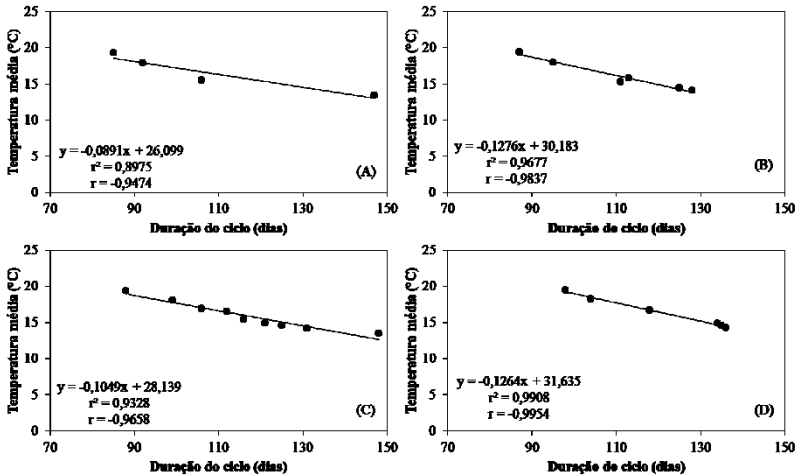 Temperatura média (°C)
25
20
15
10
5
0
y = -0,0891x + 26,099
r² = 0,8975
r = -0,9474
(A)
70 90 110 130 150
Duração do ciclo (dias)
Temperatura média (°C)
25
20
15
10
5
0
y = -0,1276x + 30,183
r² = 0,9677
r = -0,9837
(B)
70 90 110 130 150
Duração do ciclo (dias)
Temperatura média (°C)
25
20
15
10
5
0
y = -0,1049x + 28,139
r² = 0,9328
r = -0,9658
(C)
70 90 110 130 150
Duração do ciclo (dias)
Temperatura média (°C)
25
20
15
10
5
0
y = -0,1264x + 31,635
r² = 0,9908
r = -0,9954
(D)
70 90 110 130 150
Duração do ciclo (dias)